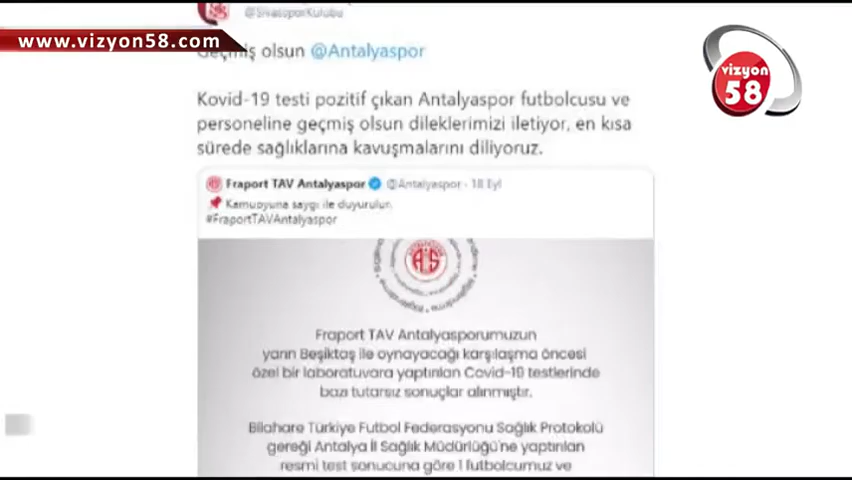 @SivassporKulubu
www.vizyon58.com
Geçmiş olsun @Antalyaspor
vizyon
58
Kovid-19 testi pozitif çıkan Antalyaspor futbolcusu ve
personeline geçmiş olsun dileklerimizi iletiyor, en kısa
sürede sağlıklarına kavuşmalarını diliyoruz.
Fraport TAV Antalyaspor @Antalyaspor · 18 Eyl
Kamuoyuna saygı ile duyurulur.
#FraportTAVAntalyaspor
Fraport TAV Antalyasporumuzun
yarın Beşiktaş ile oynayacağı karşılaşma öncesi
özel bir laboratuvara yaptırılan Covid-19 testlerinde
bazı tutarsız sonuçlar alınmıştır.
Bilahare Türkiye Futbol Federasyonu Sağlık Protokolü
gereği Antalya İl Sağlık Müdürlüğü'ne yaptırılan
resmi test sonucuna göre 1 futbolcumuz ve